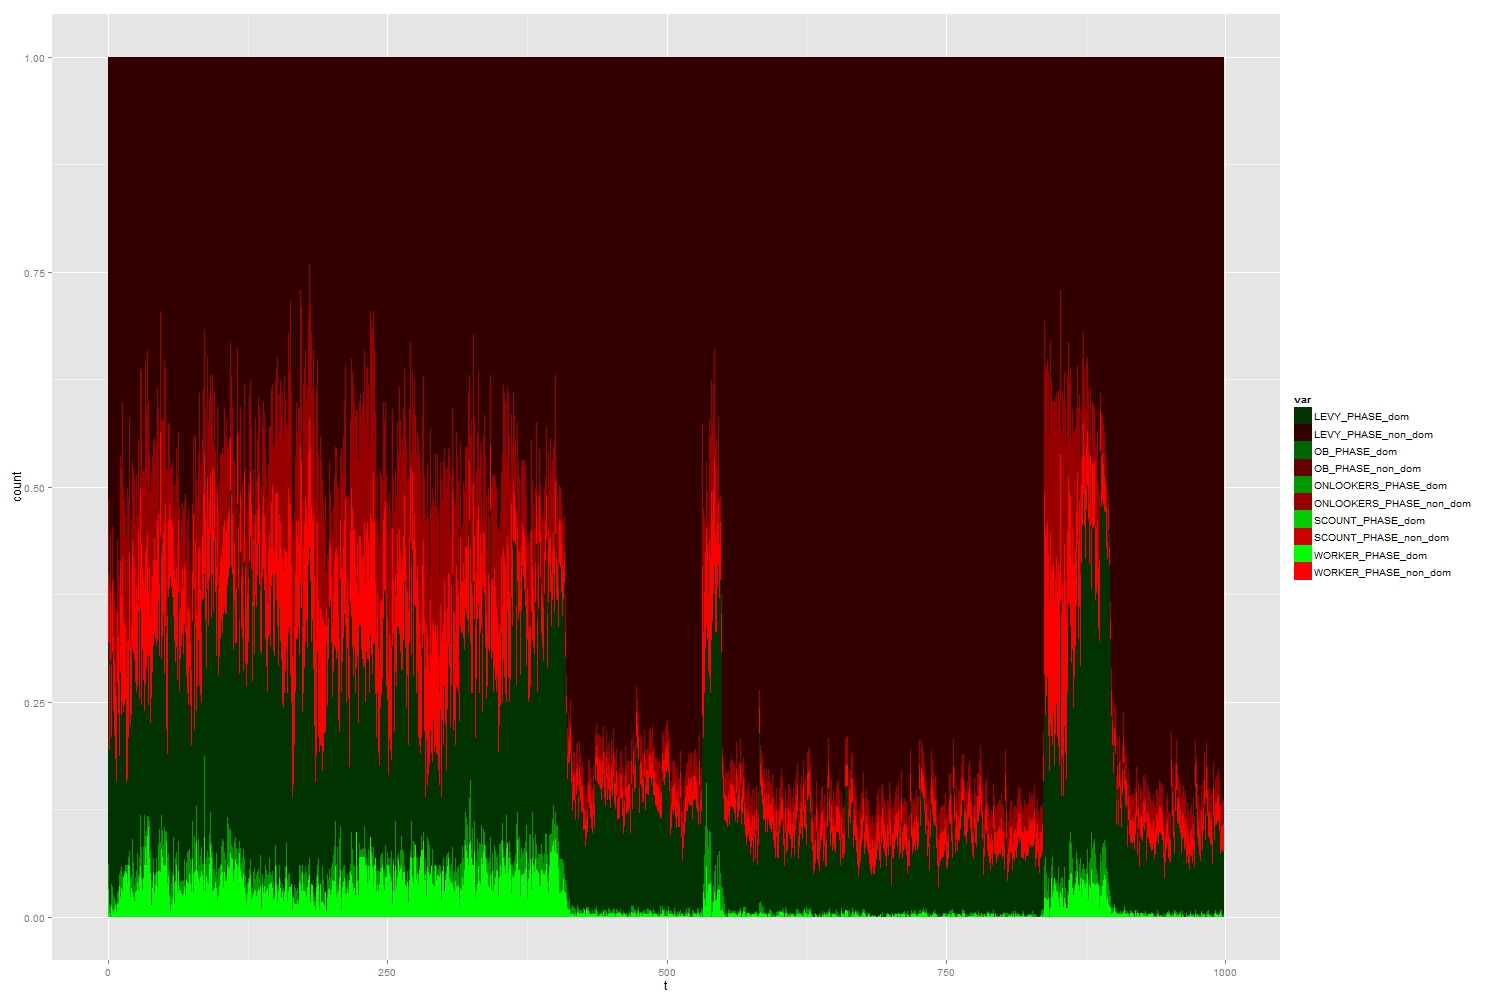 1.00
0.75
0.50
0.25
0.00
count
0
250
500
750
1000
t
var
LEVY_PHASE_dom
LEVY_PHASE_non_dom
OB_PHASE_dom
OB_PHASE_non_dom
ONLOOKERS_PHASE_dom
ONLOOKERS_PHASE_non_dom
SCOUNT_PHASE_dom
SCOUNT_PHASE_non_dom
WORKER_PHASE_dom
WORKER_PHASE_non_dom